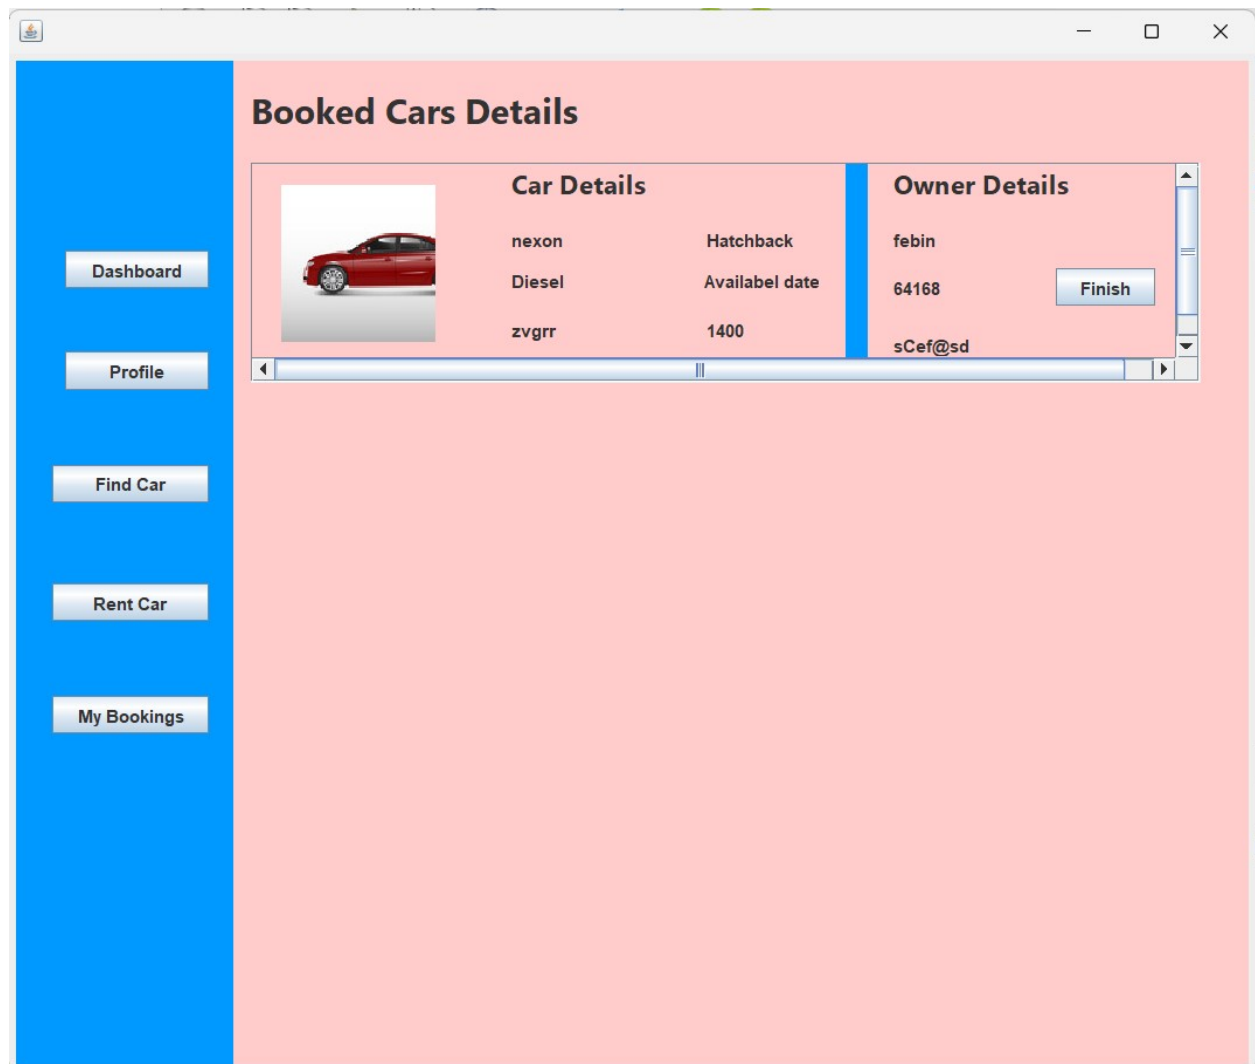 Booked Cars Details
Dashboard
Profile
Find Car
Rent Car
My Bookings
Car Details
nexon Hatchback
Diesel Availabel date
zvgrr 1400
Owner Details
febin
64168 Finish
sCef@sd